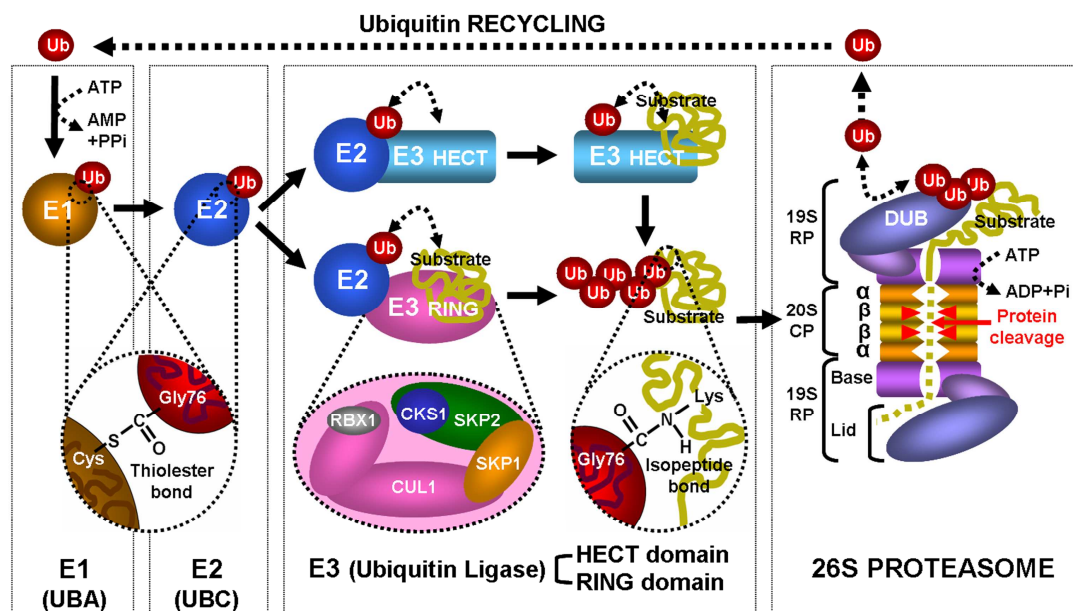 Ubiquitin RECYCLING
Ub
ATP
AMP
+PPi
Ub
E1
Ub
E2
Gly76
O
C
S
Cys
Thiolester
bond
E1
(UBA)
E2
(UBC)
Ub
E2
E3 HECT
Ub
Substrate
E3 HECT
Ub
E2
Substrate
E3
RING
Ub Ub Ub Ub
Ub Ub Ub
Substrate
RBX1
CKS1
SKP2
SKP1
CUL1
Lys
O
C
N
H
Gly76
Isopeptide
bond
E3 (Ubiquitin Ligase)
HECT domain
RING domain
Ub
Ub
Ub Ub Ub
Ub
DUB
Substrate
19S
RP
ATP
ADP+Pi
20S
CP
α
β
β
α
Protein
cleavage
19S
RP
Base
Lid
26S PROTEASOME